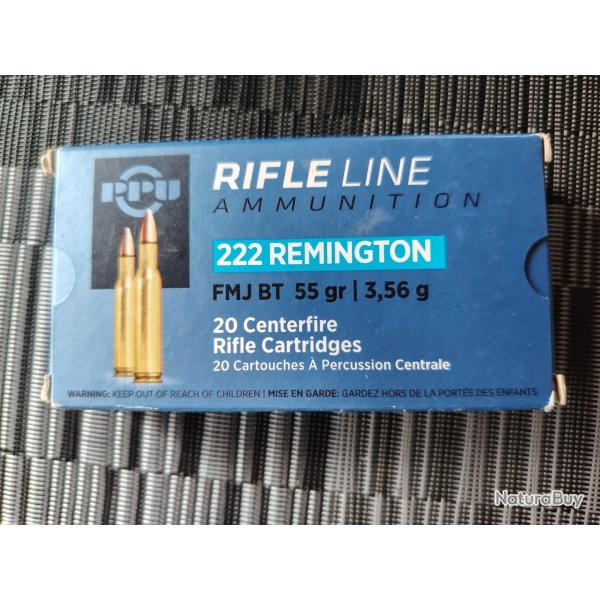 PPU
RIFLE LINE
AMMUNITION
222 REMINGTON
FMJ BT 55 gr | 3,56 g
20 Centerfire
Rifle Cartridges
20 Cartouches À Percussion Centrale
WARNING: KEEP OUT OF REACH OF CHILDREN | MISE EN GARDE: GARDEZ HORS DE LA PORTÉE DES ENFANTS
NaturaBuy